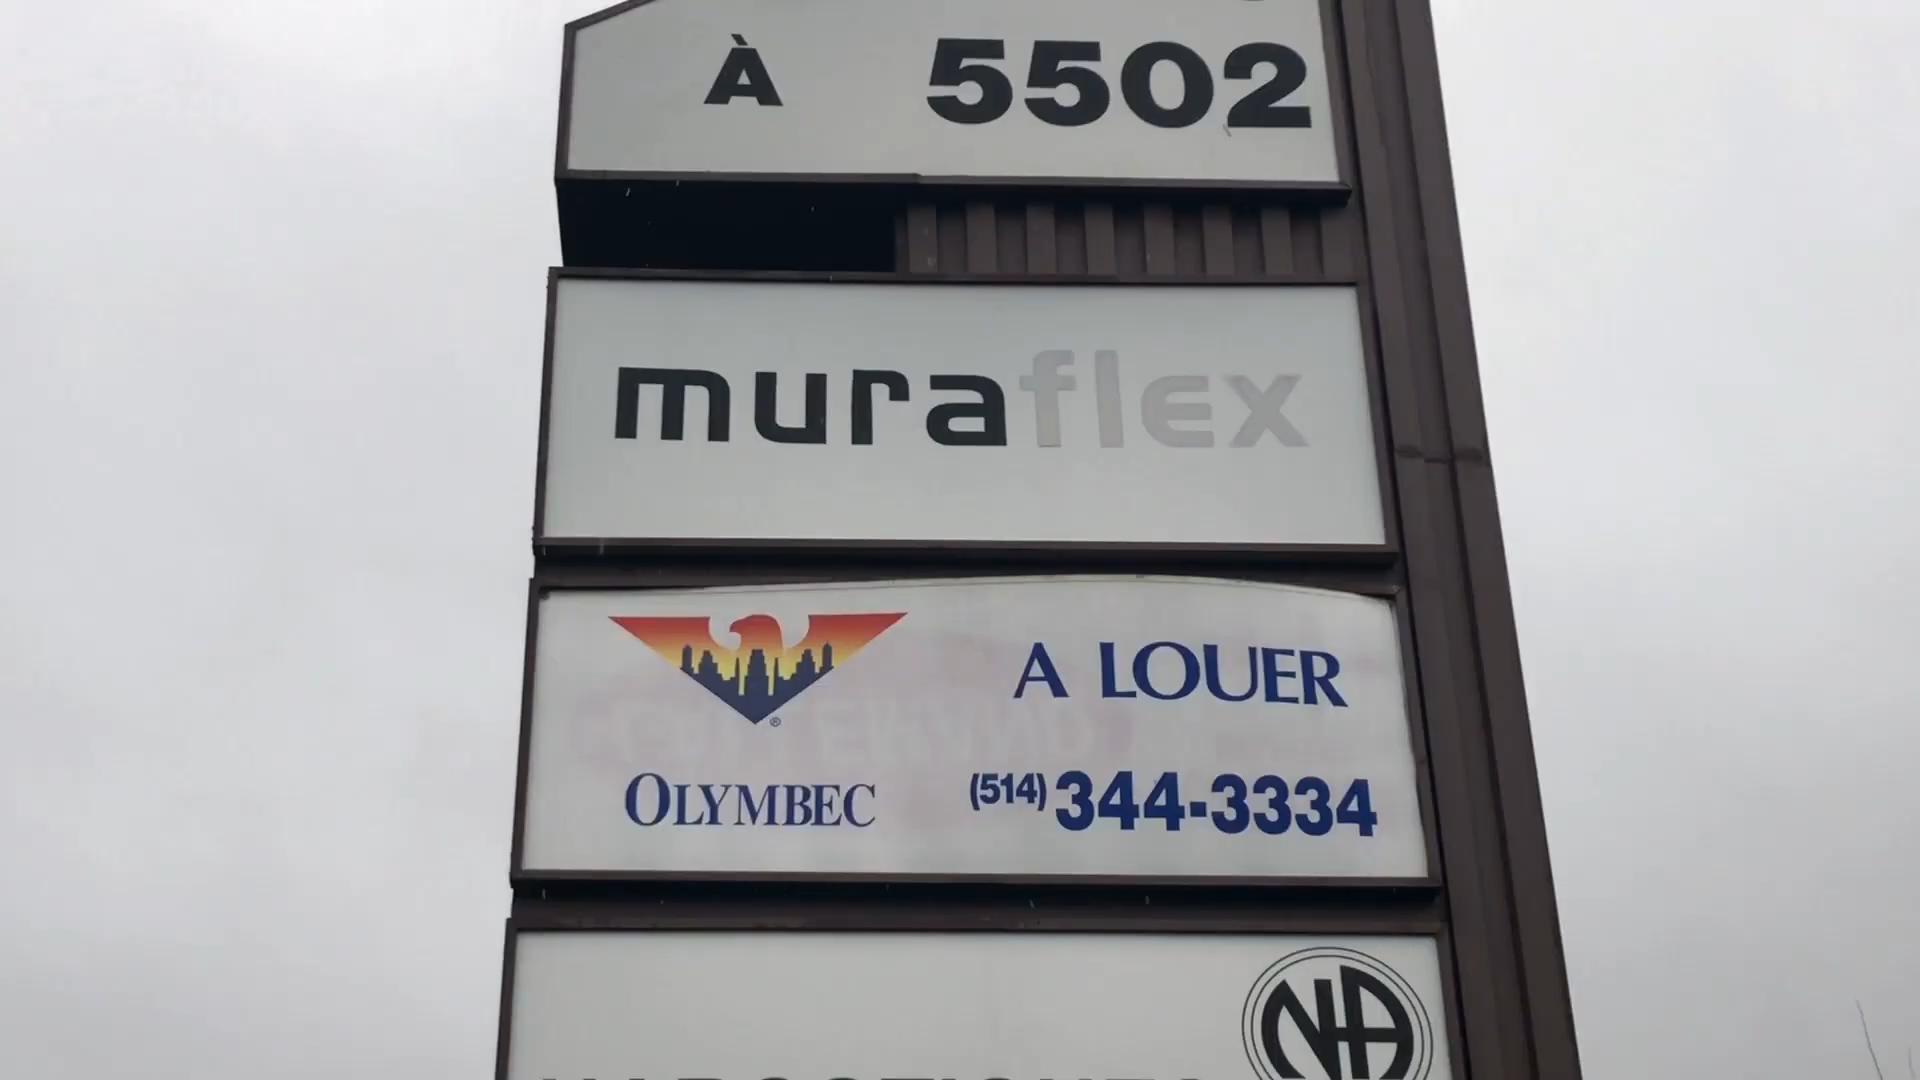 À 5502
muraflex
A LOUER
OLYMBEC ®
(514) 344-3334
NA